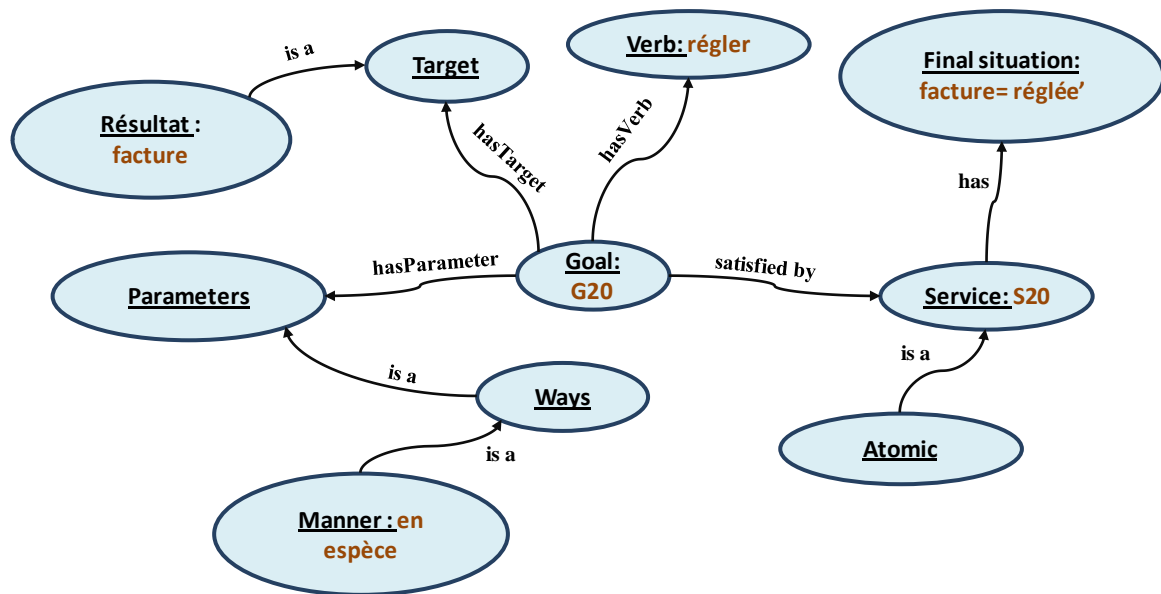 is a
Target
Verb: régler
Final situation:
facture= réglée’
Résultat :
facture
hasTarget
hasVerb
has
hasParameter
Goal:
G20
satisfied by
Parameters
Service: S20
is a
is a
Ways
is a
Atomic
Manner : en
espèce